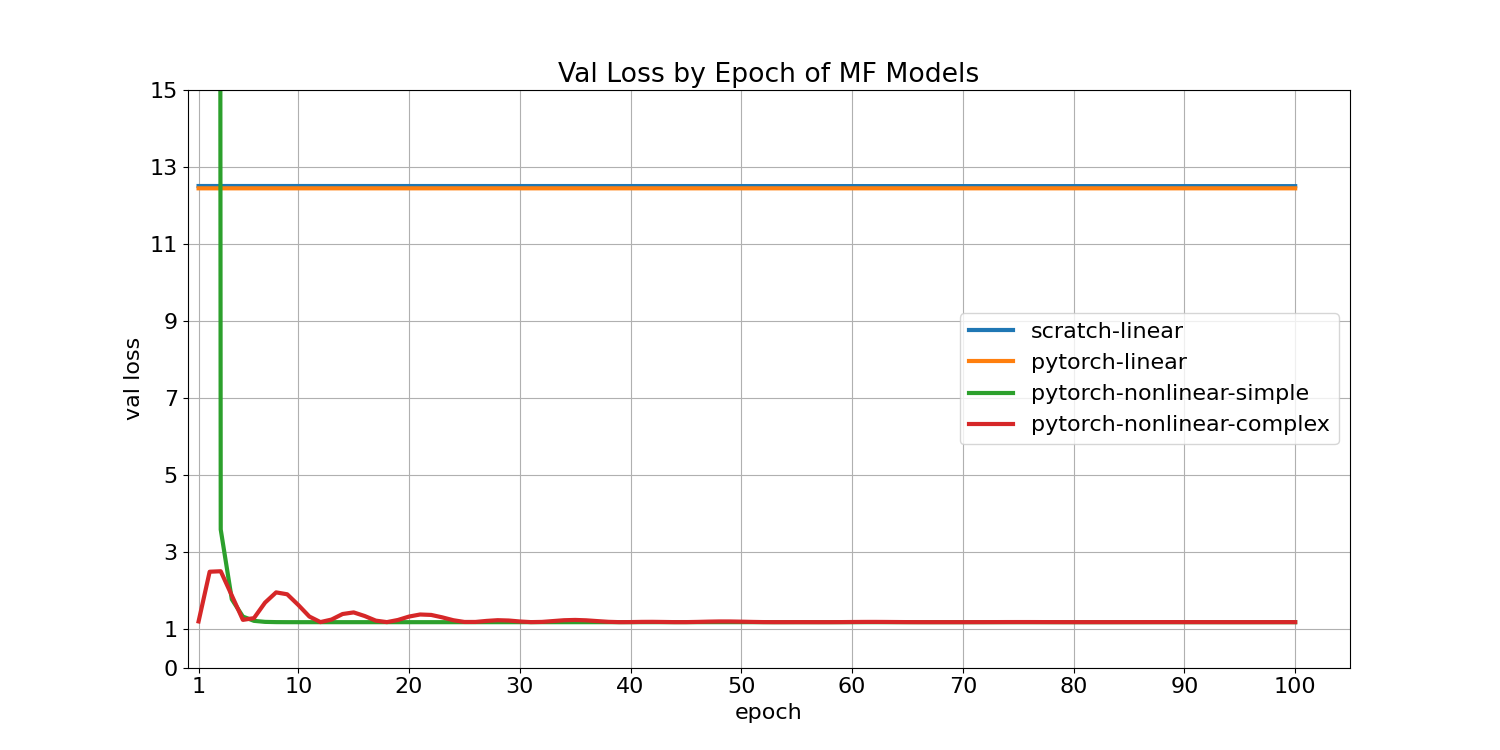 Val Loss by Epoch of MF Models
val loss
15
13
11
9
7
5
3
1
0
scratch-linear
pytorch-linear
pytorch-nonlinear-simple
pytorch-nonlinear-complex
1 10 20 30 40 50 60 70 80 90 100
epoch